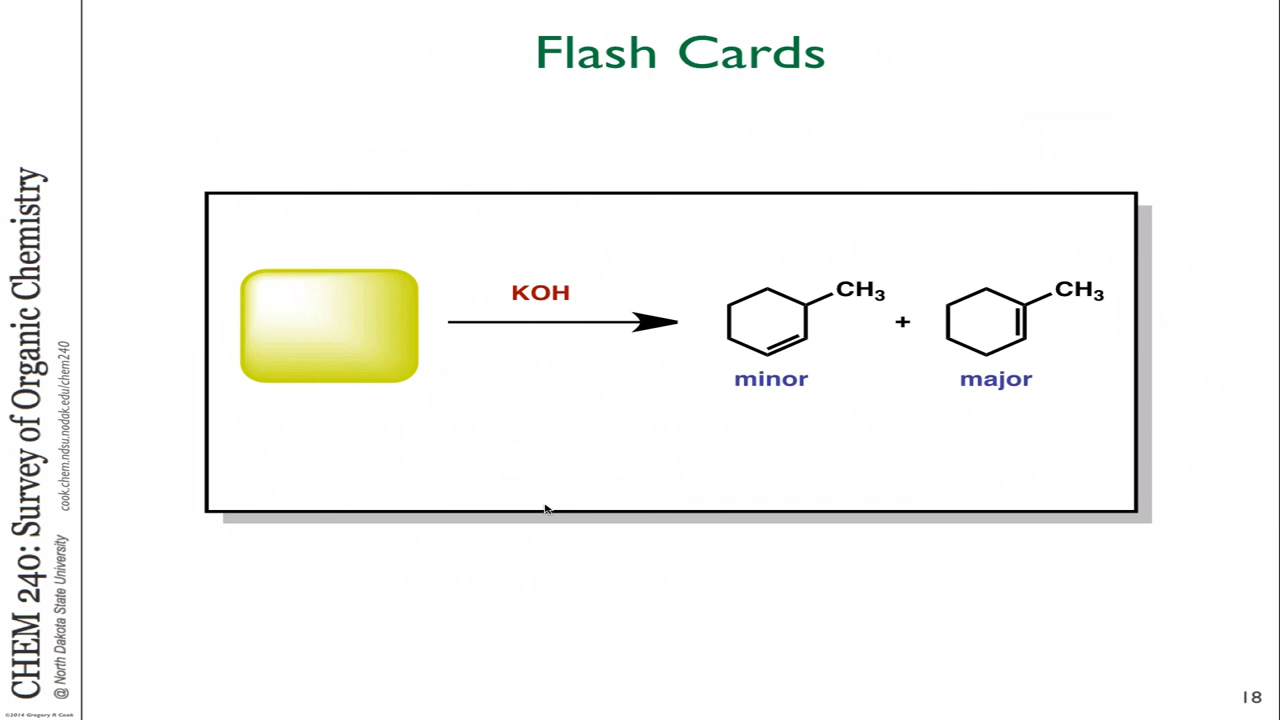 Flash Cards
KOH
CH₃
+
CH₃
minor
major
CHEM 240: Survey of Organic Chemistry
@ North Dakota State University cook.chem.ndsu.nodak.edu/chem240
©2014 Gregory R Cook
18